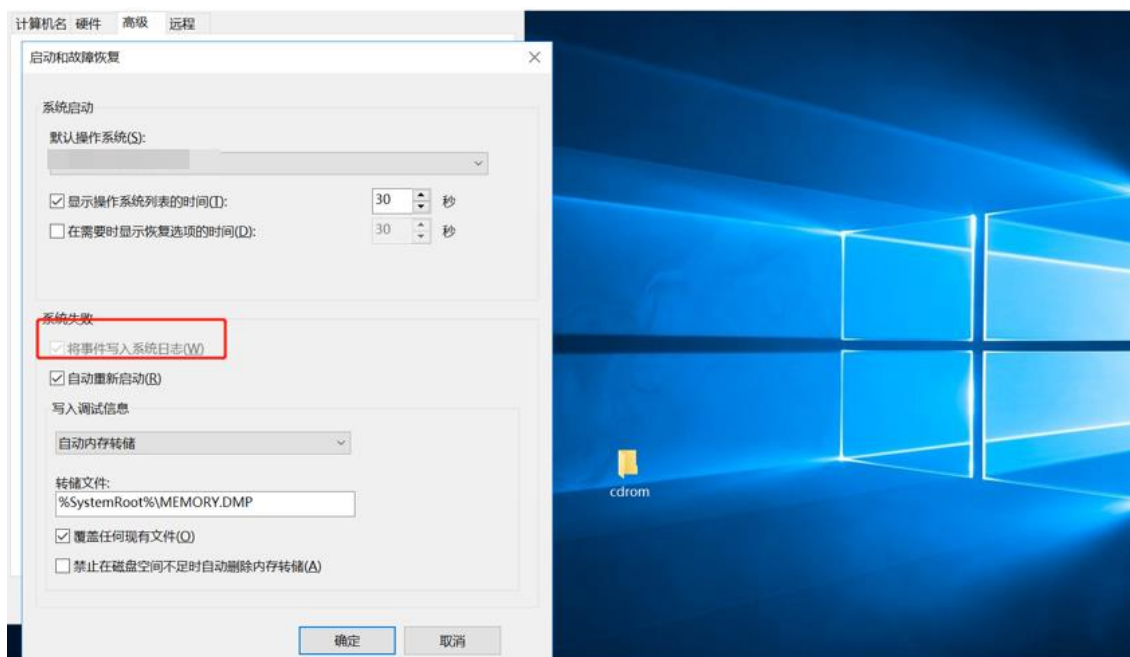 计算机名 硬件 高级 远程
启动和故障恢复
系统启动
默认操作系统(S):
显示操作系统列表的时间(T): 30 秒
在需要时显示恢复选项的时间(D): 30 秒
系统失败
将事件写入系统日志(W)
自动重新启动(R)
写入调试信息
自动内存转储
转储文件:
%SystemRoot%\MEMORY.DMP
覆盖任何现有文件(O)
禁止在磁盘空间不足时自动删除内存转储(A)
cdrom
确定 取消